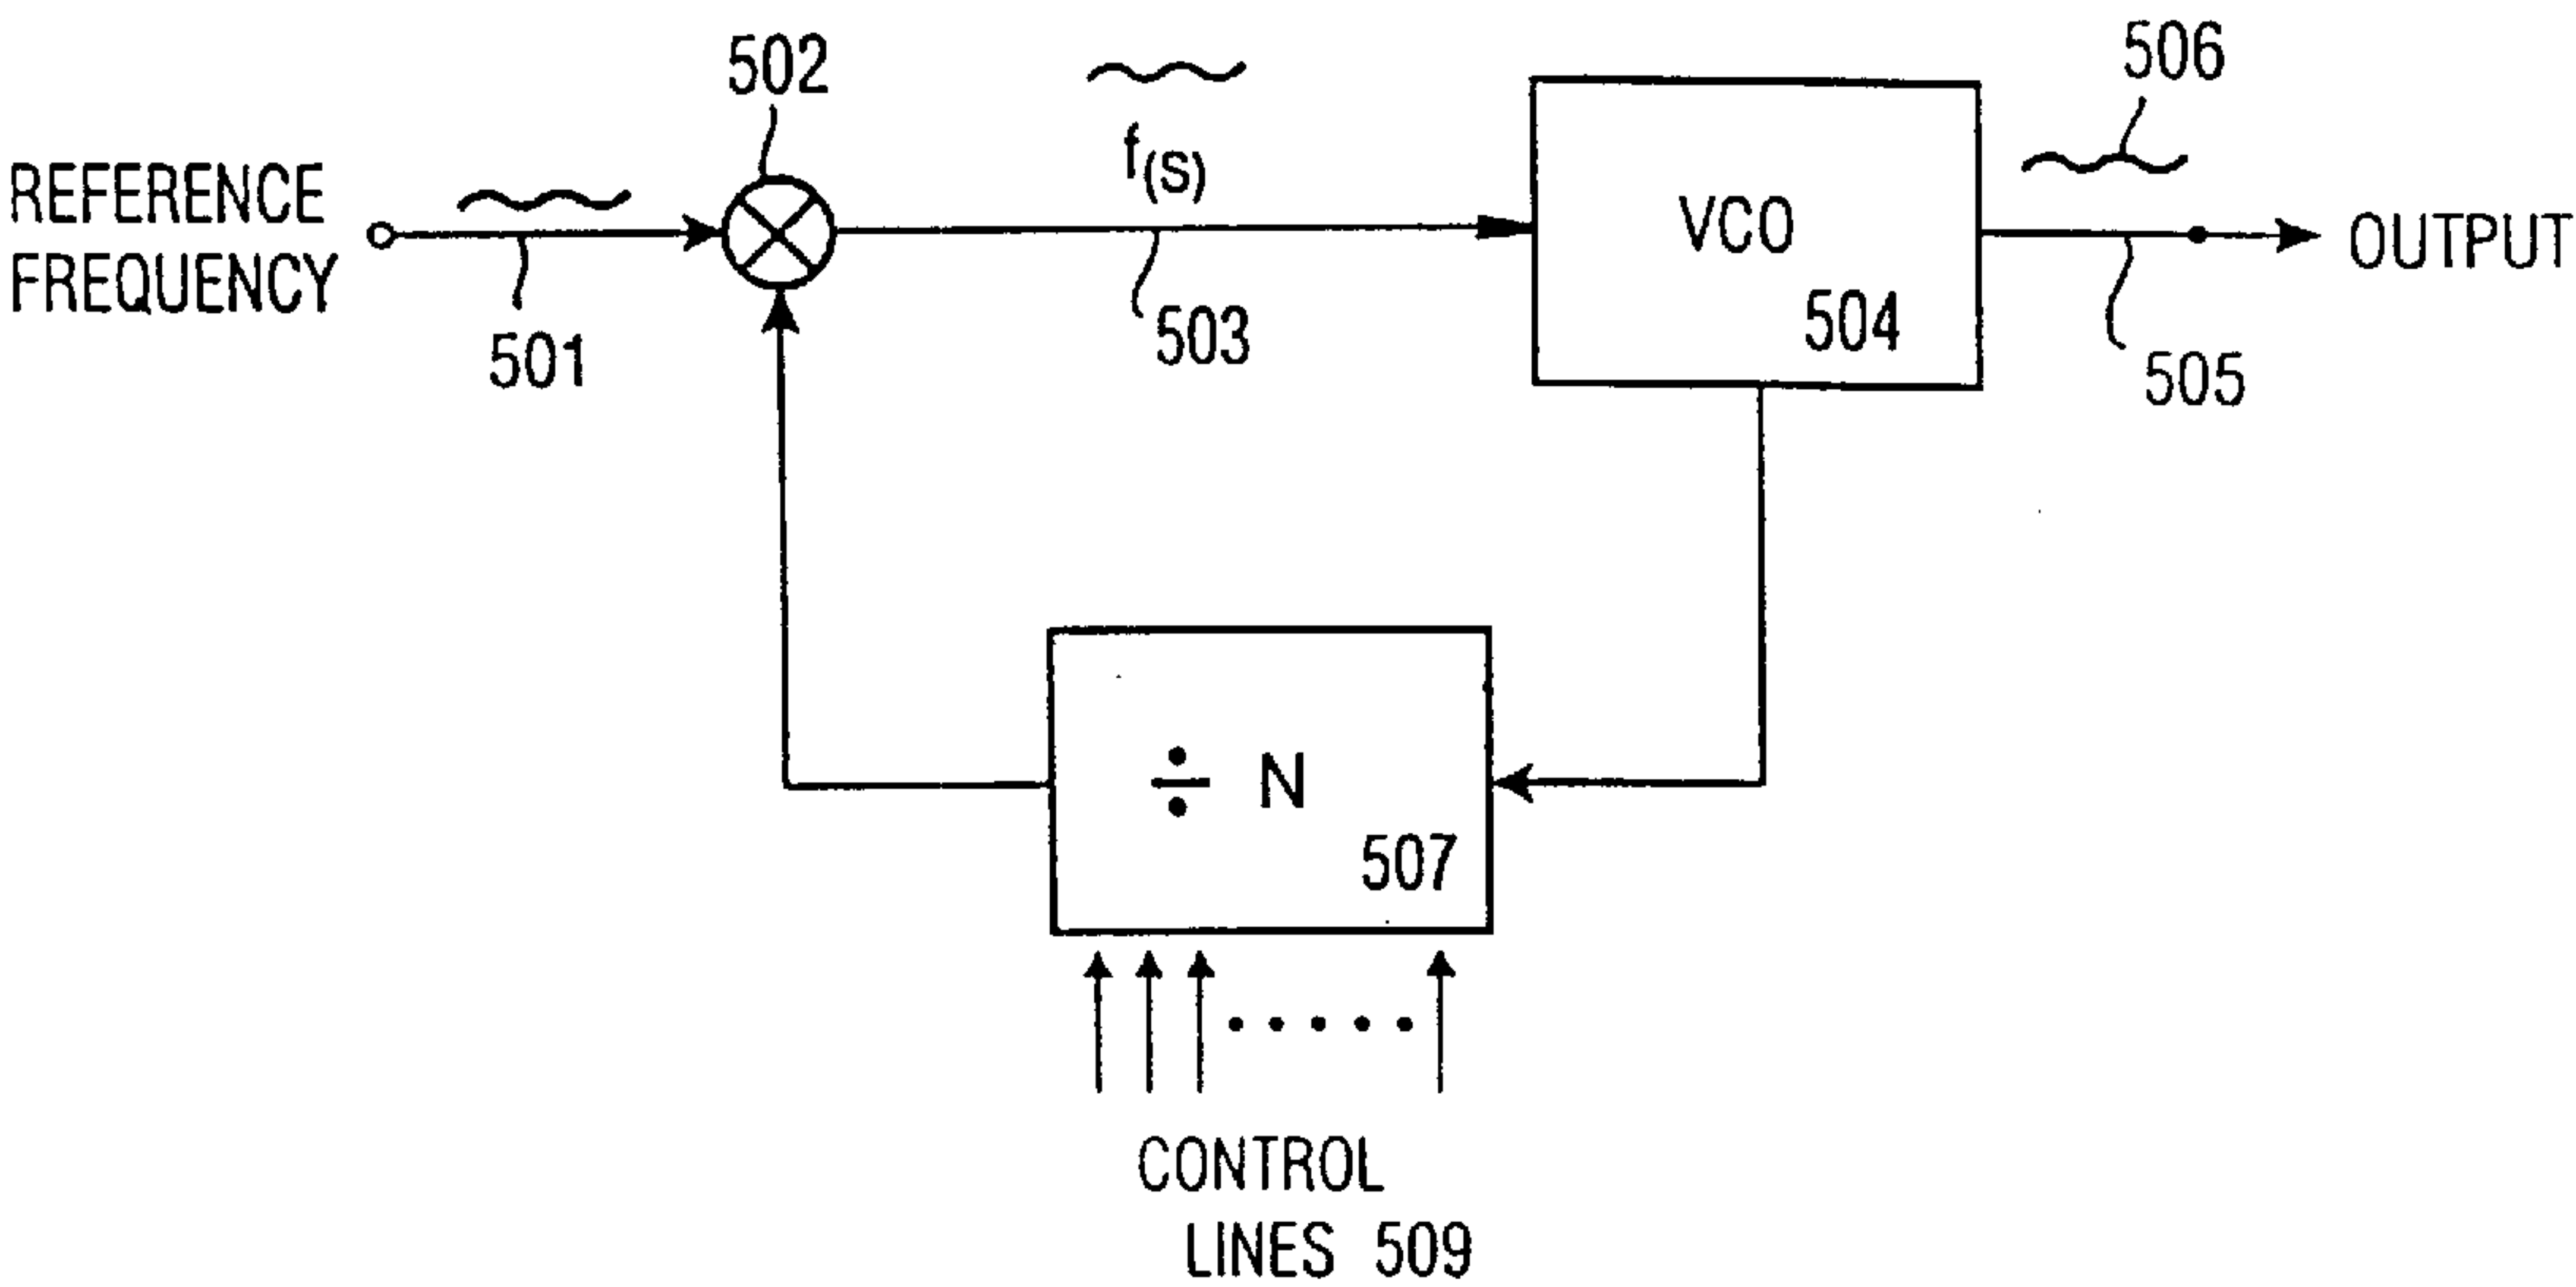 502
506
REFERENCE
FREQUENCY
f(S)
VCO
OUTPUT
501
503
504
505
÷ N
507
CONTROL
LINES 509